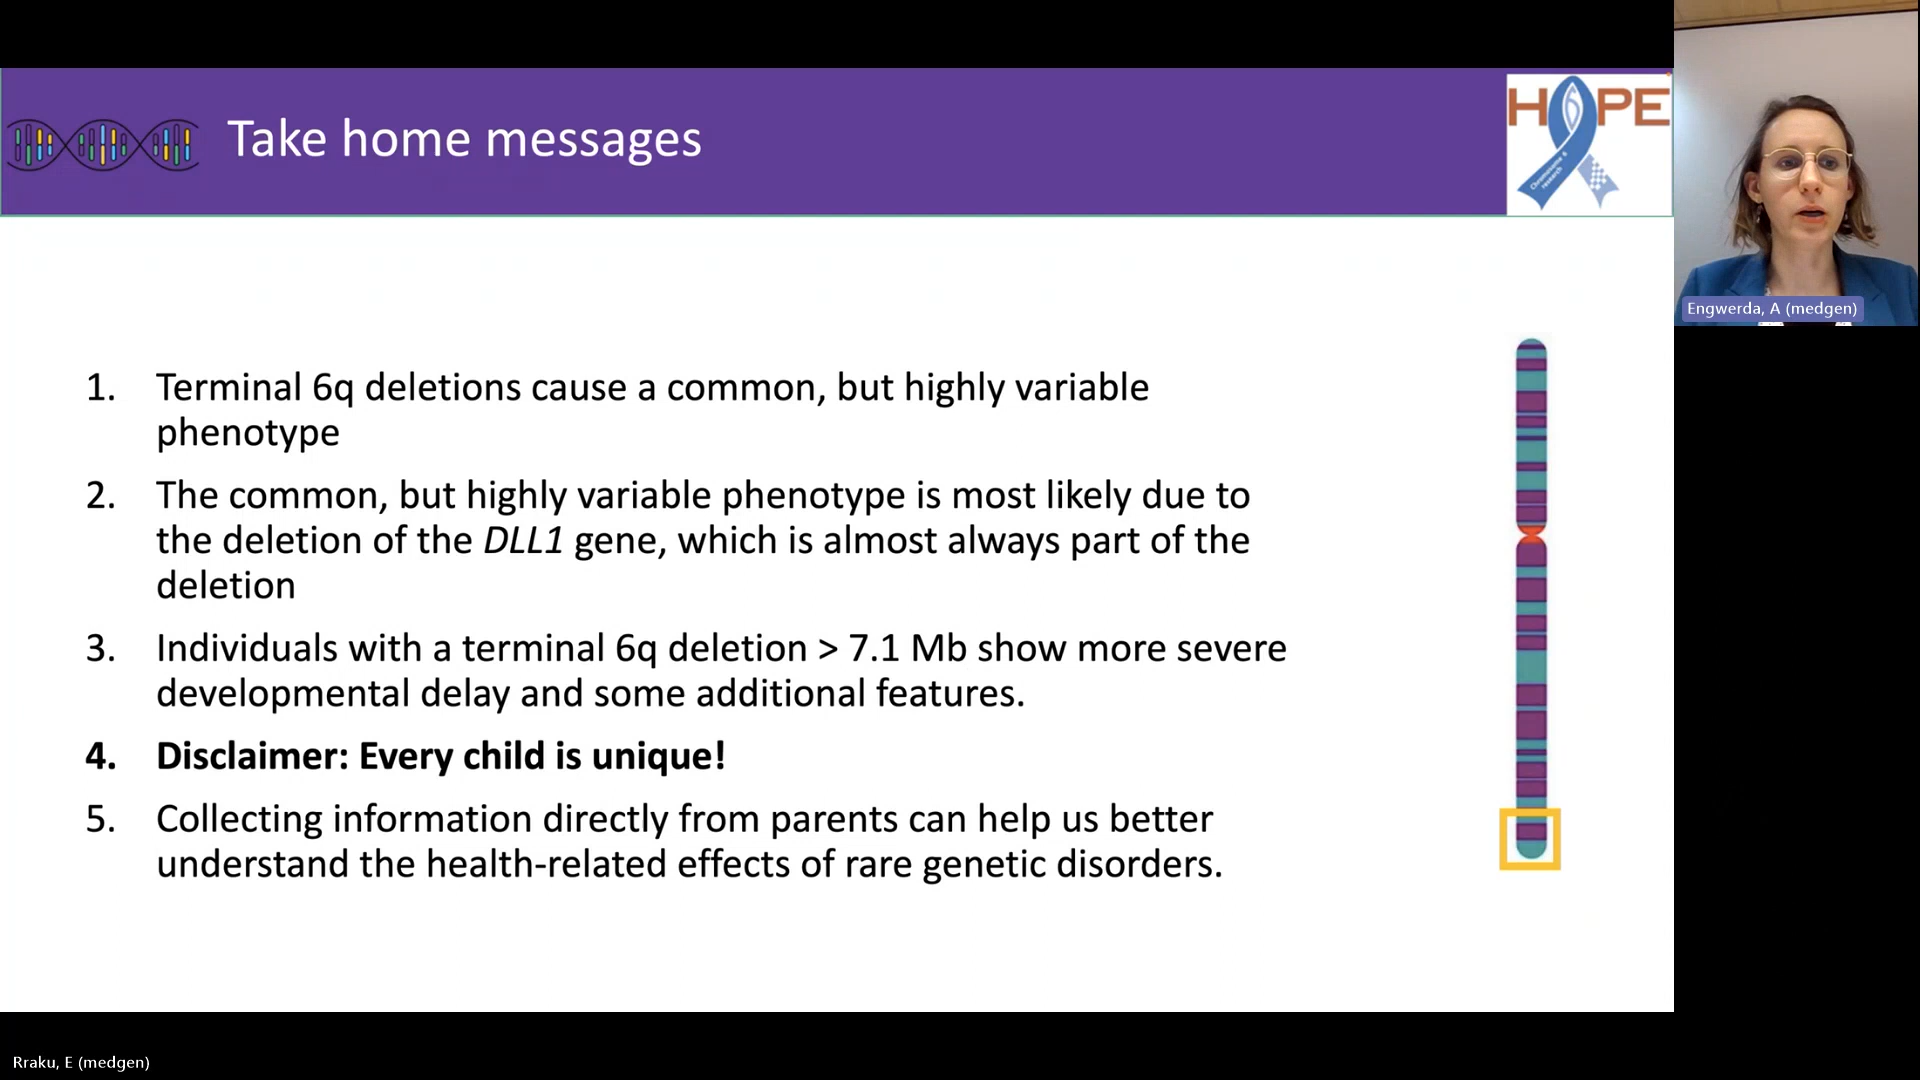 Take home messages
HOPE
6
Chromosome 6
research
Engwerda, A (medgen)
1. Terminal 6q deletions cause a common, but highly variable
phenotype
2. The common, but highly variable phenotype is most likely due to
the deletion of the DLL1 gene, which is almost always part of the
deletion
3. Individuals with a terminal 6q deletion > 7.1 Mb show more severe
developmental delay and some additional features.
4. Disclaimer: Every child is unique!
5. Collecting information directly from parents can help us better
understand the health-related effects of rare genetic disorders.
Rraku, E (medgen)